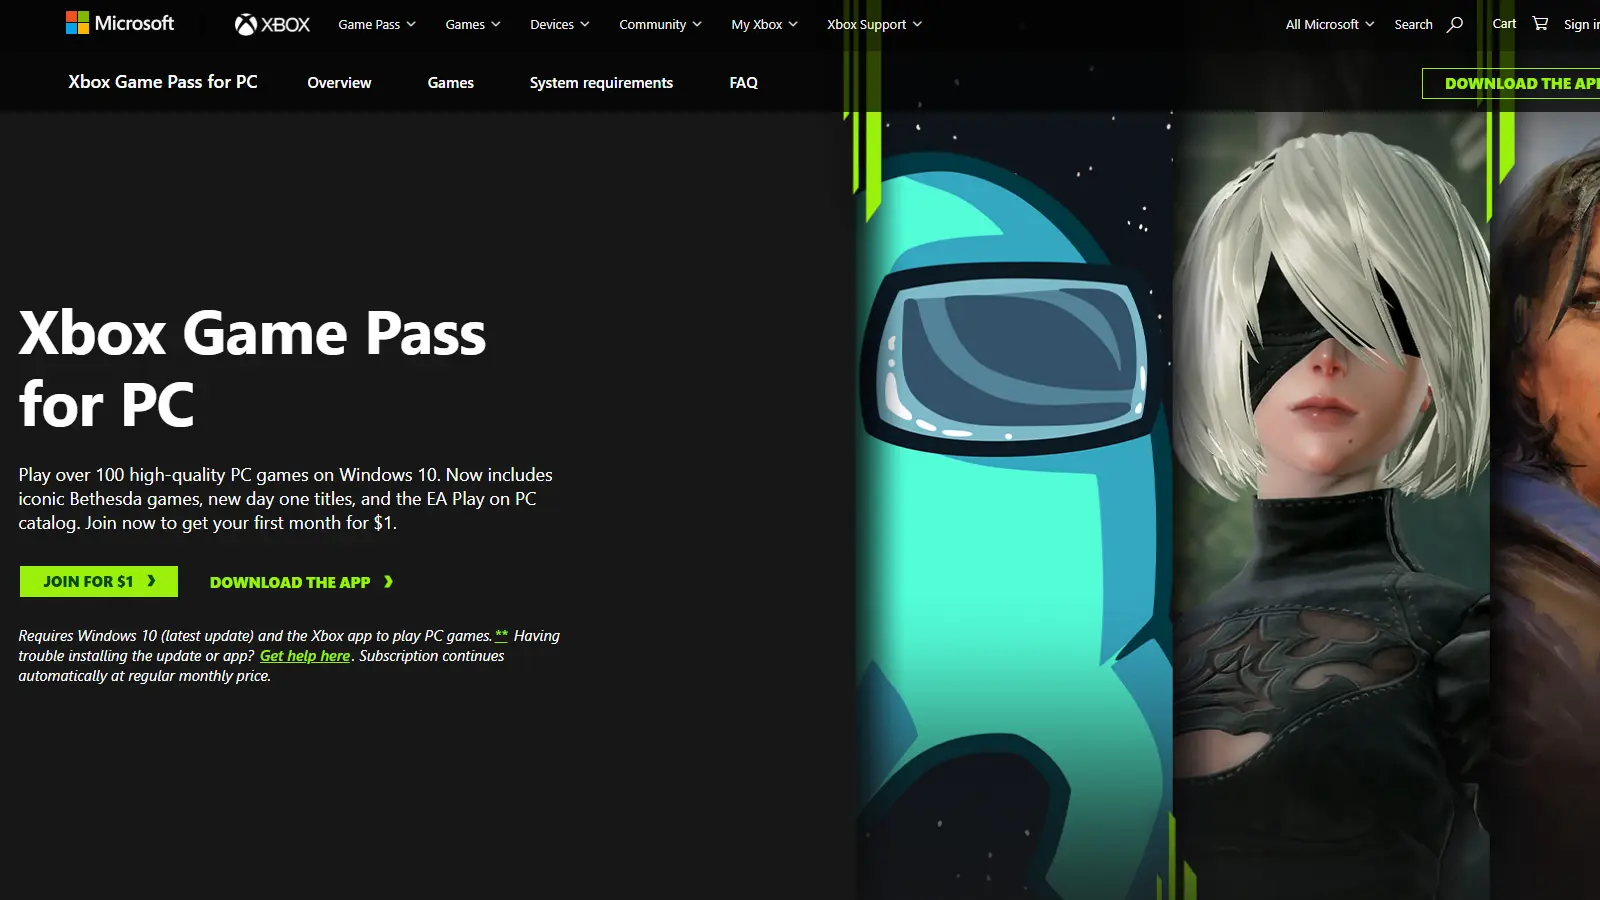 Microsoft
XBOX
Game Pass
Games
Devices
Community
My Xbox
Xbox Support
All Microsoft
Search
Cart
Sign in
Xbox Game Pass for PC
Overview
Games
System requirements
FAQ
DOWNLOAD THE APP
Xbox Game Pass
for PC
Play over 100 high-quality PC games on Windows 10. Now includes
iconic Bethesda games, new day one titles, and the EA Play on PC
catalog. Join now to get your first month for $1.
JOIN FOR $1
DOWNLOAD THE APP
Requires Windows 10 (latest update) and the Xbox app to play PC games.** Having
trouble installing the update or app? Get help here. Subscription continues
automatically at regular monthly price.